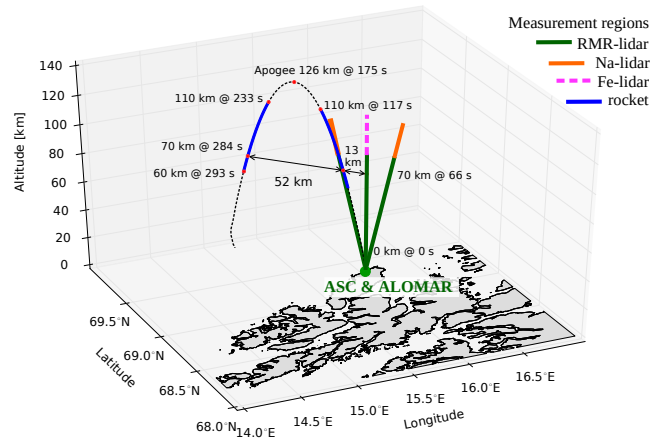 Measurement regions
RMR-lidar
Na-lidar
Fe-lidar
rocket
140
120
100
80
60
40
20
0
Altitude [km]
Apogee 126 km @ 175 s
110 km @ 233 s
110 km @ 117 s
70 km @ 284 s
13
km
60 km @ 293 s
52 km
70 km @ 66 s
0 km @ 0 s
ASC & ALOMAR
69.5°N
69.0°N
68.5°N
68.0°N
Latitude
14.0°E
14.5°E
15.0°E
15.5°E
16.0°E
16.5°E
Longitude